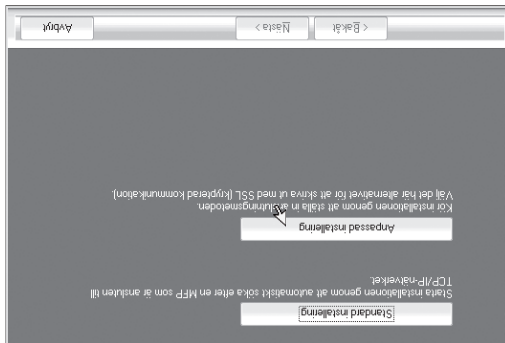 Standard installering
Starta installationen genom att automatiskt söka efter en MFP som är ansluten till
TCP/IP-nätverket.
Anpassad installering
Kör installationen genom att ställa in anslutningsmetoden.
Välj det här alternativet för att skriva ut med SSL (krypterad kommunikation).
< Bakåt
Nästa >
Avbryt